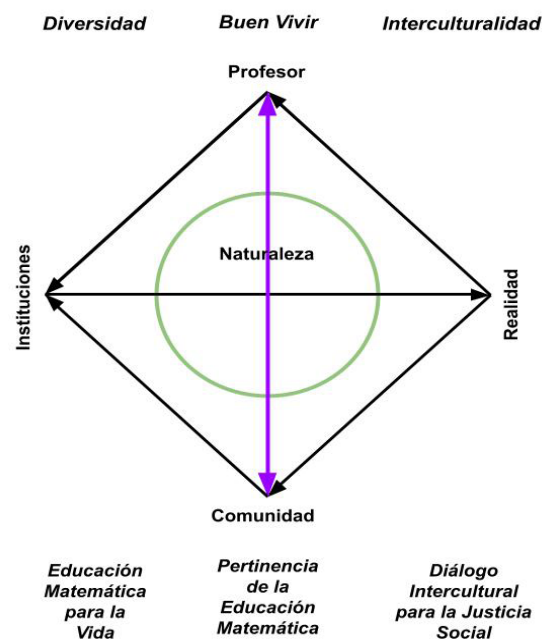 Diversidad
Buen Vivir
Interculturalidad
Profesor
Naturaleza
Instituciones
Realidad
Comunidad
Educación
Matemática
para la
Vida
Pertinencia
de la
Educación
Matemática
Diálogo
Intercultural
para la Justicia
Social